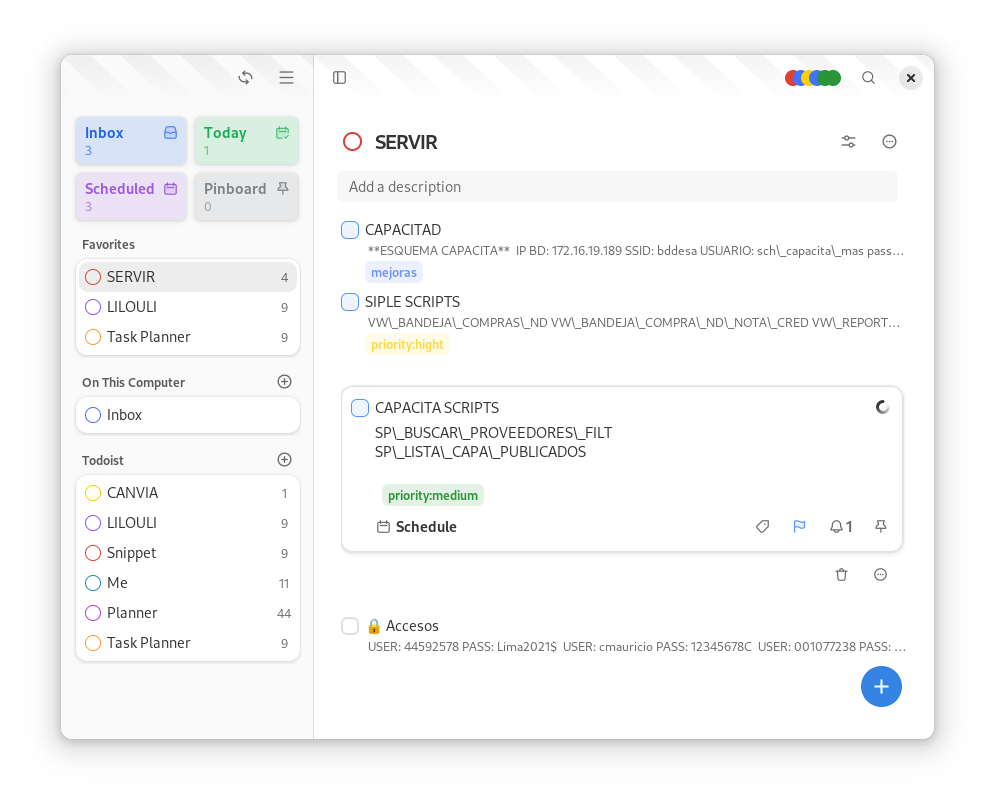 Inbox
3
Today
1
Scheduled
3
Pinboard
0
Favorites
SERVIR 4
LILOULI 9
Task Planner 9
On This Computer
Inbox
Todoist
CANVIA 1
LILOULI 9
Snippet 9
Me 11
Planner 44
Task Planner 9
SERVIR
Add a description
CAPACITAD
**ESQUEMA CAPACITA** IP BD: 172.16.19.189 SSID: bddesa USUARIO: sch\_capacita\_mas pass…
mejoras
SIPLE SCRIPTS
VW\_BANDEJA\_COMPRAS\_ND VW\_BANDEJA\_COMPRA\_ND\_NOTA\_CRED VW\_REPORT…
priority:hight
CAPACITA SCRIPTS
SP\_BUSCAR\_PROVEEDORES\_FILT
SP\_LISTA\_CAPA\_PUBLICADOS
priority:medium
Schedule 1
🔒 Accesos
USER: 44592578 PASS: Lima2021$ USER: cmauricio PASS: 12345678C USER: 001077238 PASS: …